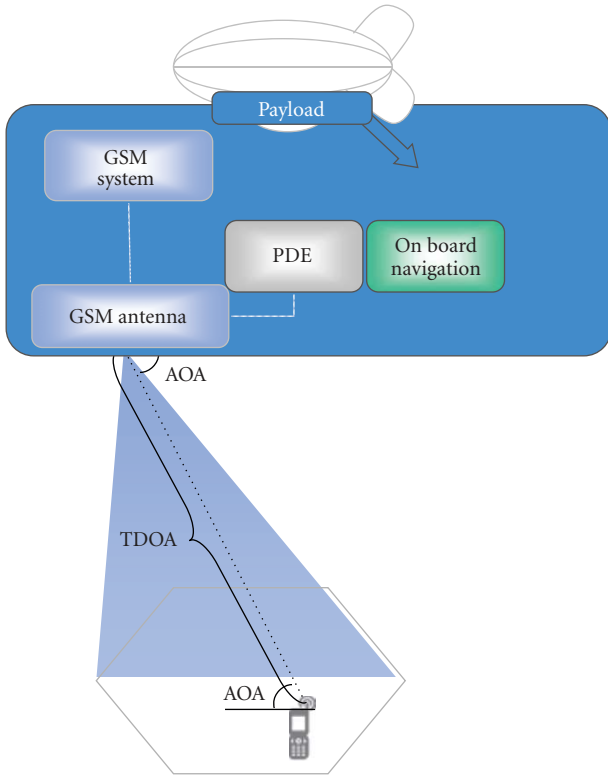 Payload
GSM
system
PDE
On board
navigation
GSM antenna
AOA
TDOA
AOA